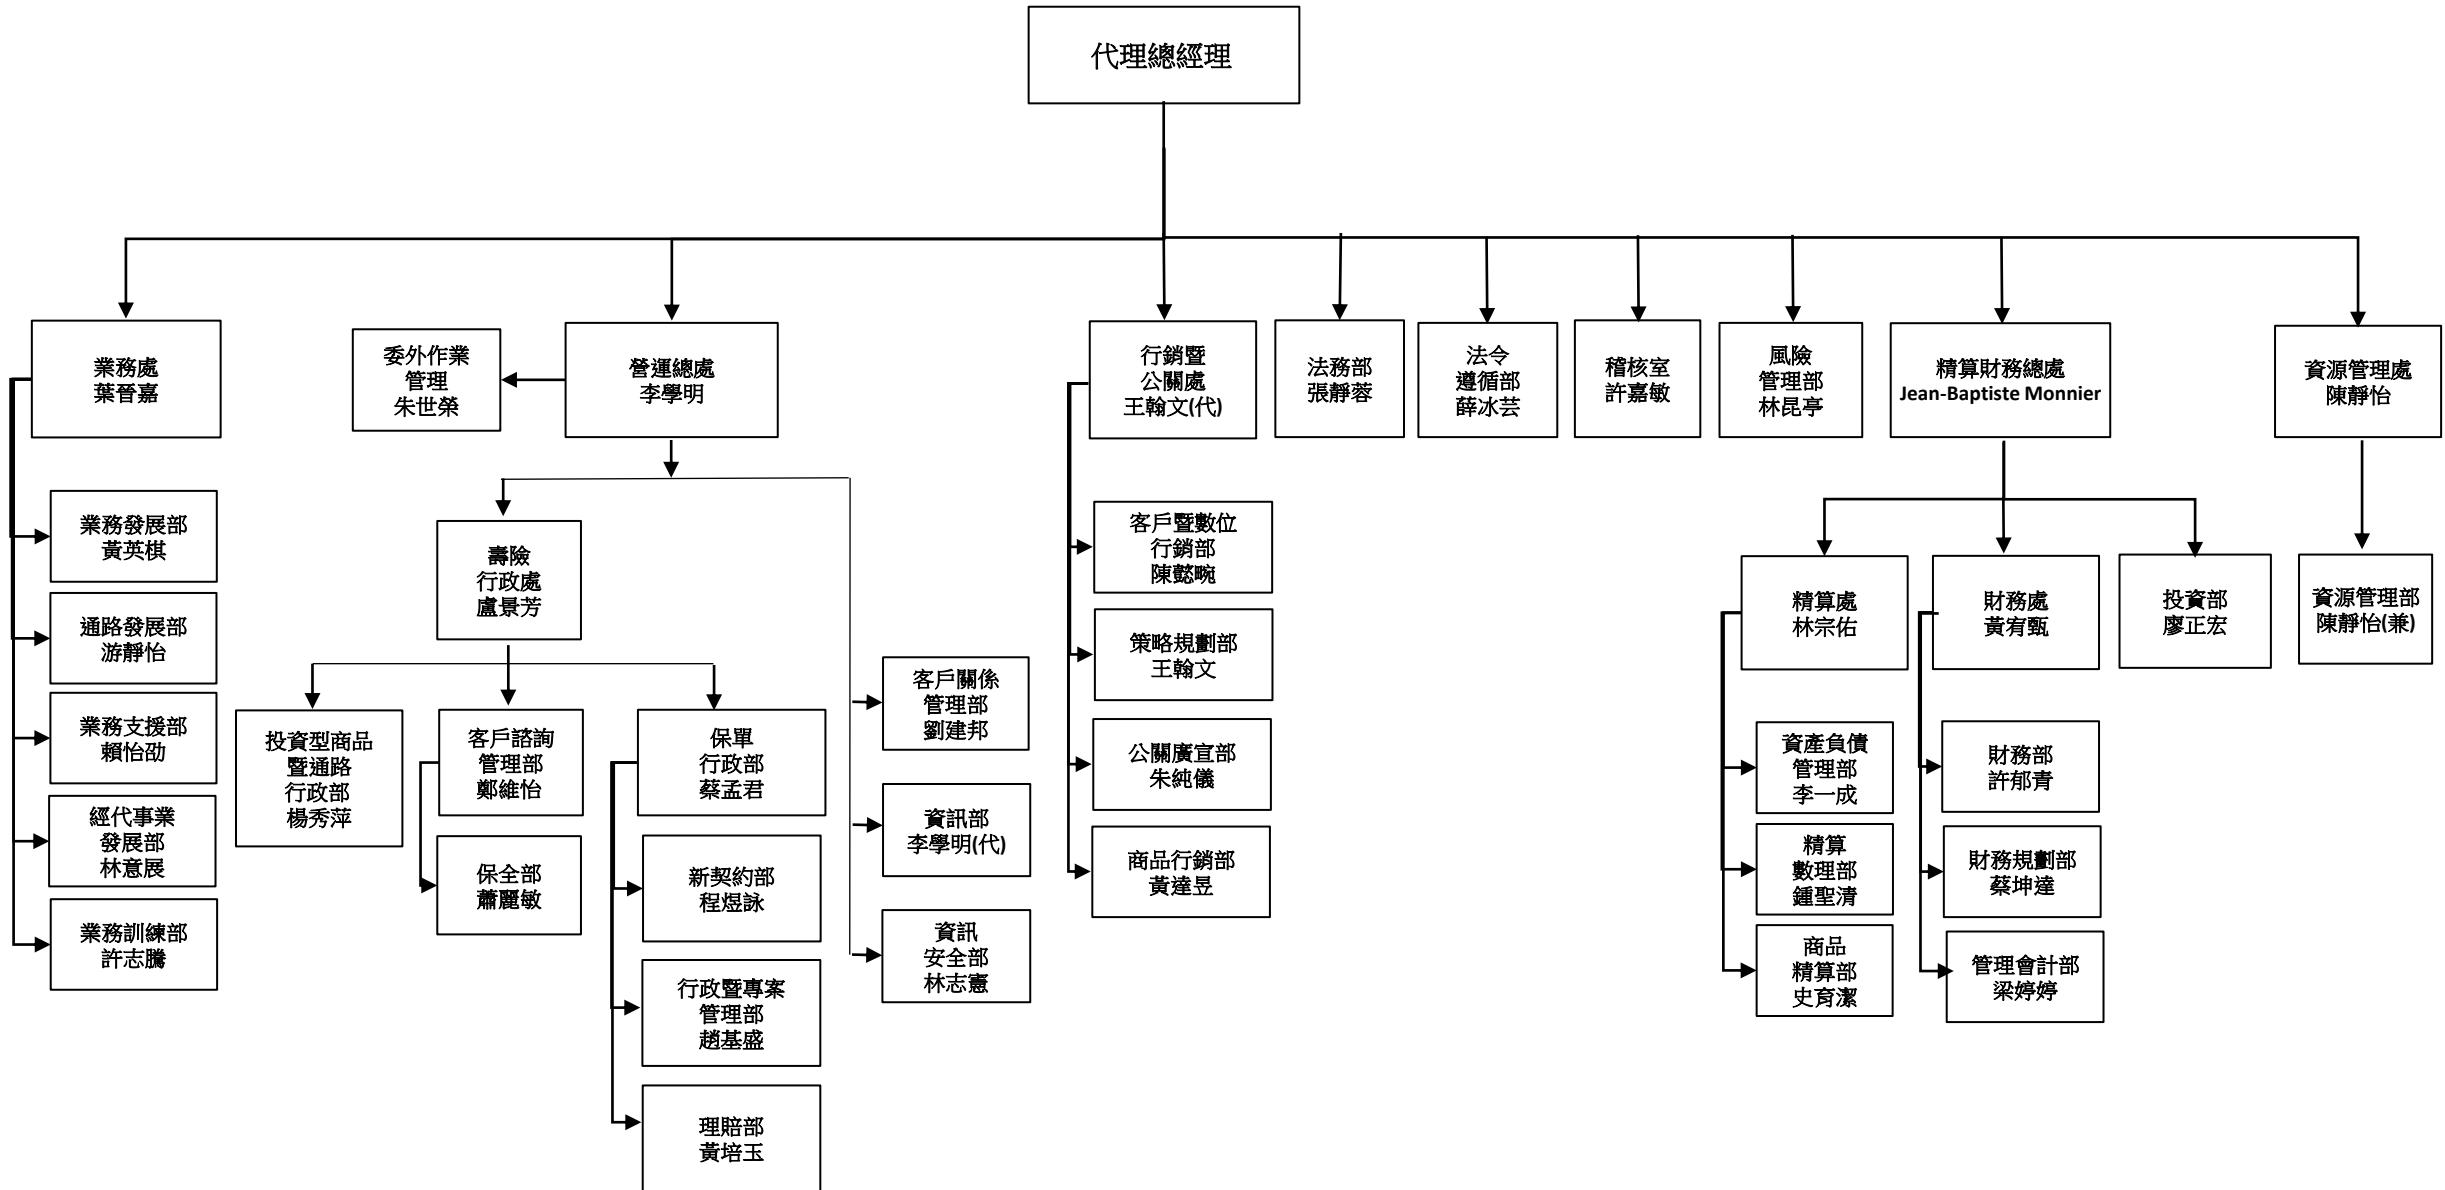 代理總經理
業務處
葉晉嘉
委外作業
管理
朱世榮
營運總處
李學明
行銷暨
公關處
王翰文(代)
法務部
張靜蓉
法令
遵循部
薛冰芸
稽核室
許嘉敏
風險
管理部
林昆亭
精算財務總處
Jean-Baptiste Monnier
資源管理處
陳靜怡
業務發展部
黃英棋
通路發展部
游靜怡
業務支援部
賴怡劭
經代事業
發展部
林意展
業務訓練部
許志騰
壽險
行政處
盧景芳
投資型商品
暨通路
行政部
楊秀萍
客戶諮詢
管理部
鄭維怡
保全部
蕭麗敏
保單
行政部
蔡孟君
新契約部
程煜詠
行政暨專案
管理部
趙基盛
理賠部
黃培玉
客戶關係
管理部
劉建邦
資訊部
李學明(代)
資訊
安全部
林志憲
客戶暨數位
行銷部
陳懿畹
策略規劃部
王翰文
公關廣宣部
朱純儀
商品行銷部
黃達昱
精算處
林宗佑
資產負債
管理部
李一成
精算
數理部
鍾聖清
商品
精算部
史育潔
財務處
黃宥甄
財務部
許郁青
財務規劃部
蔡坤達
管理會計部
梁婷婷
投資部
廖正宏
資源管理部
陳靜怡(兼)